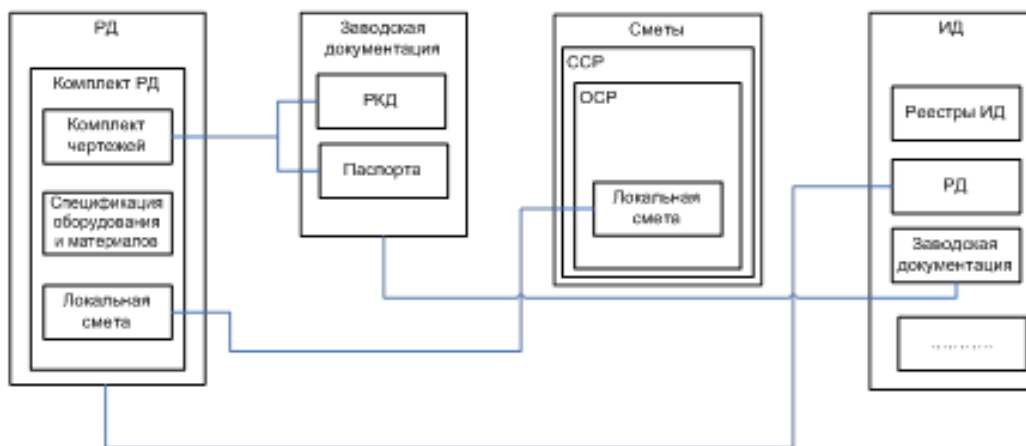 РД
Комплект РД
Комплект
чертежей
Спецификация
оборудования
и материалов
Локальная
смета
Заводская
документация
РКД
Паспорта
Сметы
ССР
ОСР
Локальная
смета
ИД
Реестры ИД
РД
Заводская
документация
...........